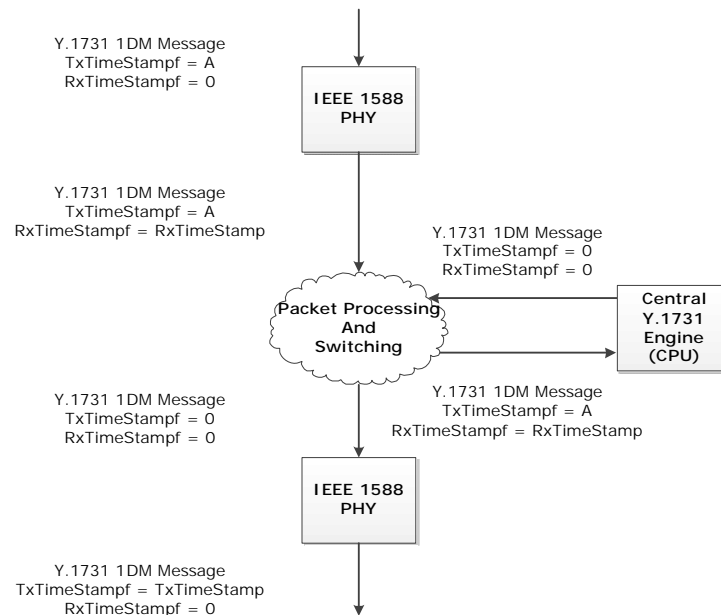 Y.1731 1DM Message
TxTimeStampf = A
RxTimeStampf = 0
IEEE 1588
PHY
Y.1731 1DM Message
TxTimeStampf = A
RxTimeStampf = RxTimeStamp
Y.1731 1DM Message
TxTimeStampf = 0
RxTimeStampf = 0
Packet Processing
And
Switching
Central
Y.1731
Engine
(CPU)
Y.1731 1DM Message
TxTimeStampf = 0
RxTimeStampf = 0
Y.1731 1DM Message
TxTimeStampf = A
RxTimeStampf = RxTimeStamp
IEEE 1588
PHY
Y.1731 1DM Message
TxTimeStampf = TxTimeStamp
RxTimeStampf = 0